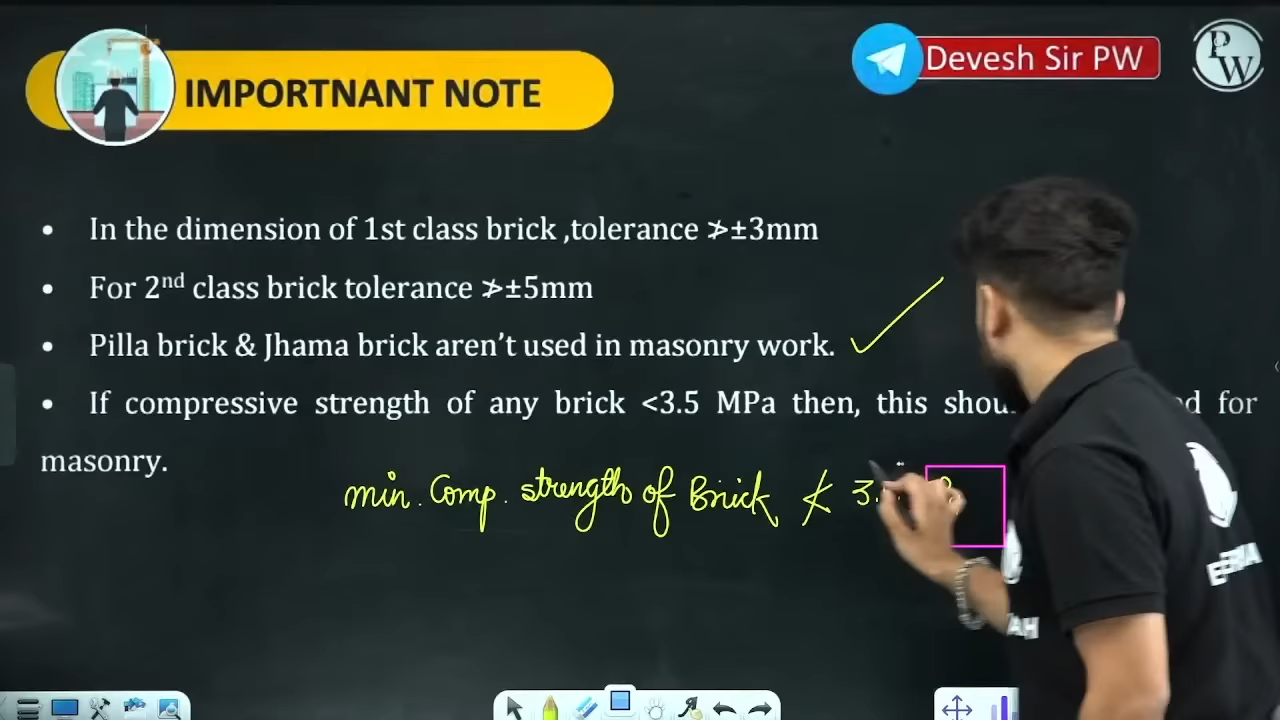 IMPORTNANT NOTE
Devesh Sir PW
PW
• In the dimension of 1st class brick ,tolerance ≯±3mm
• For 2nd class brick tolerance ≯±5mm
• Pilla brick & Jhama brick aren’t used in masonry work.
• If compressive strength of any brick <3.5 MPa then, this for
masonry.
min. Comp. strength of Brick ≮ 3.